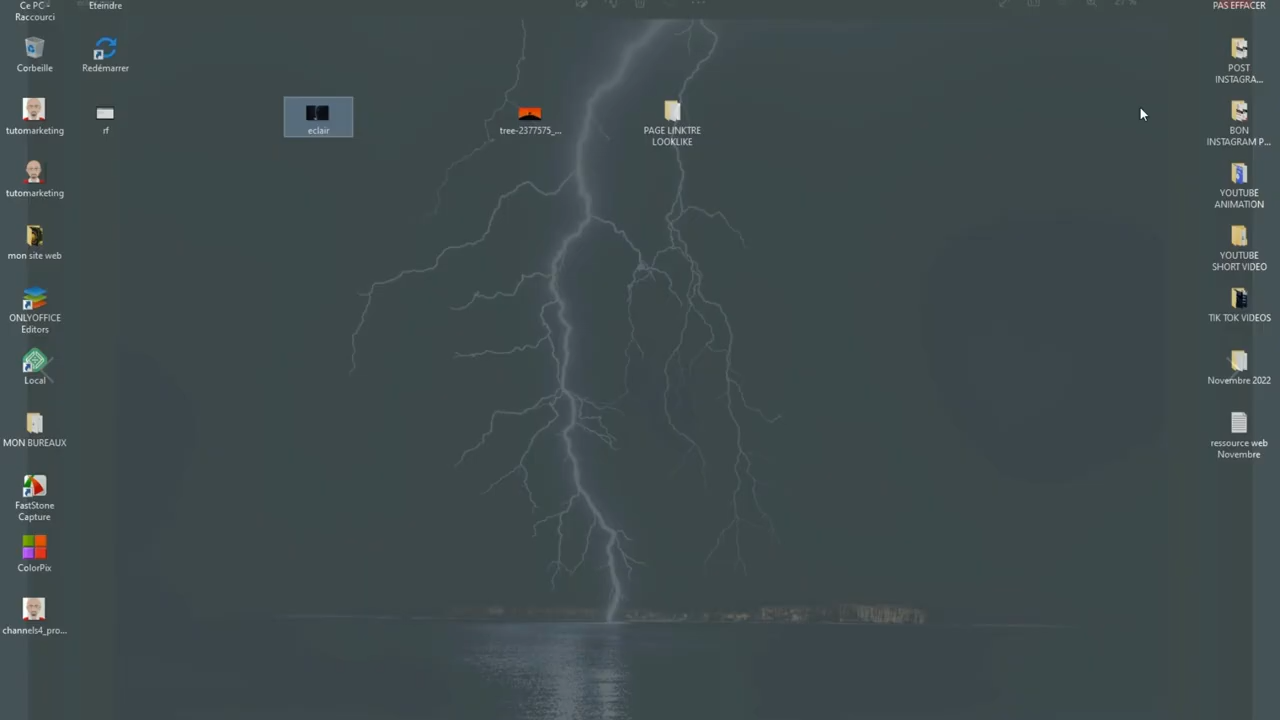 Ce PC -
Raccourci
Eteindre
Corbeille
Redémarrer
tutomarketing
rf
tutomarketing
mon site web
ONLYOFFICE
Editors
Local
MON BUREAUX
FastStone
Capture
ColorPix
channels4_pro...
eclair
tree-2377575_...
PAGE LINKTRE
LOOKLIKE
PAS EFFACER
POST
INSTAGRA...
BON
INSTAGRAM P...
YOUTUBE
ANIMATION
YOUTUBE
SHORT VIDEO
TIK TOK VIDEOS
Novembre 2022
ressource web
Novembre